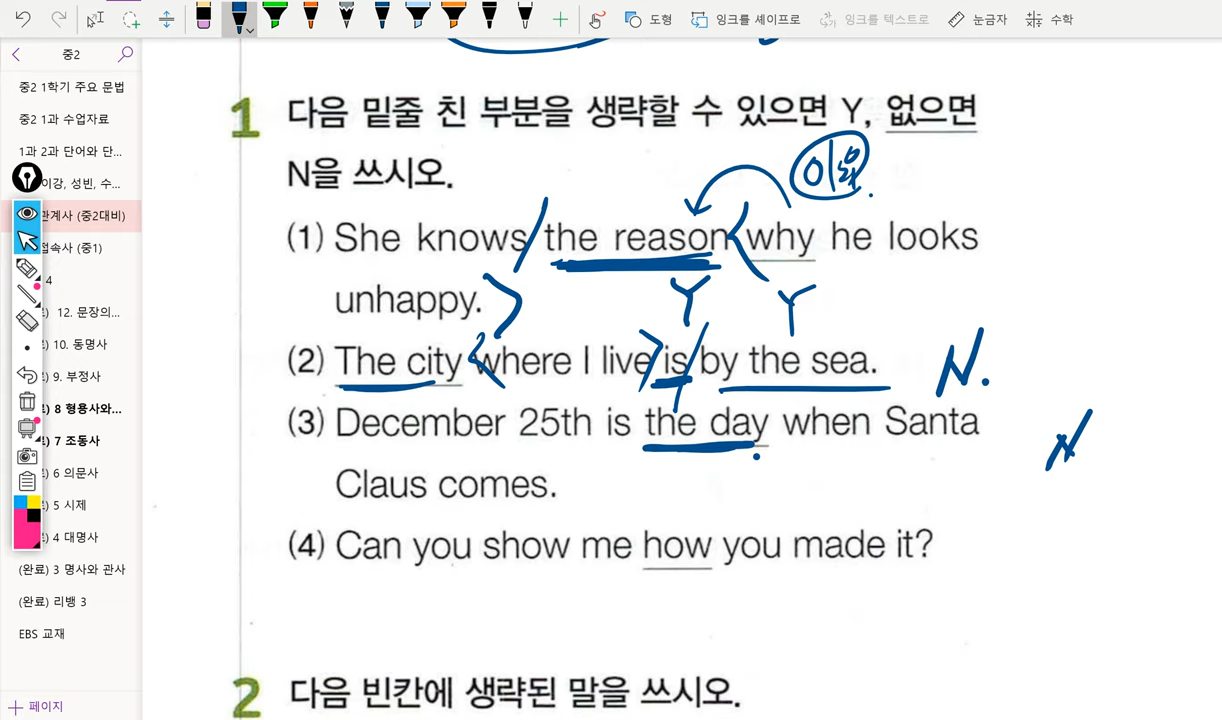 도형
잉크를 셰이프로
잉크를 텍스트로
눈금자
수학
중2
중2 1학기 주요 문법
중2 1과 수업자료
1과 2과 단어와 단...
이강, 성빈, 수...
관계사 (중2대비)
접속사 (중1)
4
) 12. 문장의...
) 10. 동명사
) 9. 부정사
) 8 형용사와...
) 7 조동사
) 6 의문사
) 5 시제
) 4 대명사
(완료) 3 명사와 관사
(완료) 리뱅 3
EBS 교재
페이지
1 다음 밑줄 친 부분을 생략할 수 있으면 Y, 없으면
N을 쓰시오.
이유.
(1) She knows the reason why he looks
unhappy.
Y Y
(2) The city where I live is by the sea.
N.
(3) December 25th is the day when Santa
Claus comes.
(4) Can you show me how you made it?
2 다음 빈칸에 생략된 말을 쓰시오.